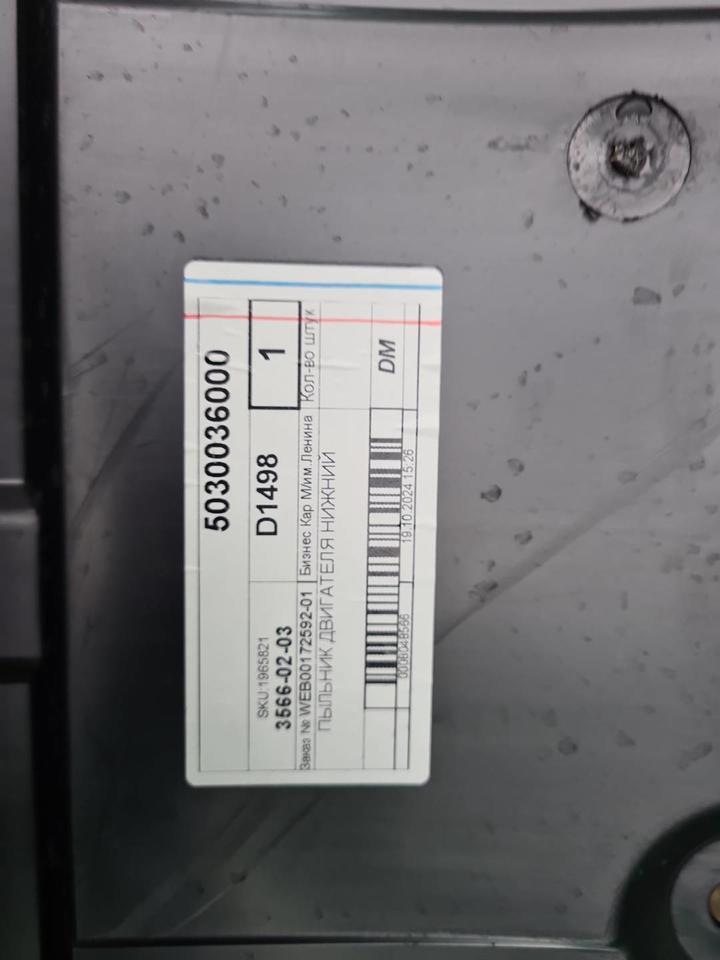 5030036000
SKU:1965821
3566-02-03
D1498
1
Заказ № WEB00172592-01
Бизнес Кар М/им.Ленина
Кол-во штук
ПЫЛЬНИК ДВИГАТЕЛЯ НИЖНИЙ
DM
0008048566
19.10.2024 15:26